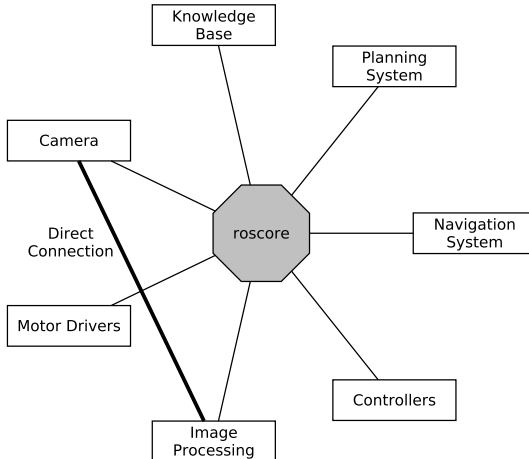 Knowledge
Base
Planning
System
Camera
roscore
Navigation
System
Direct
Connection
Motor Drivers
Controllers
Image
Processing